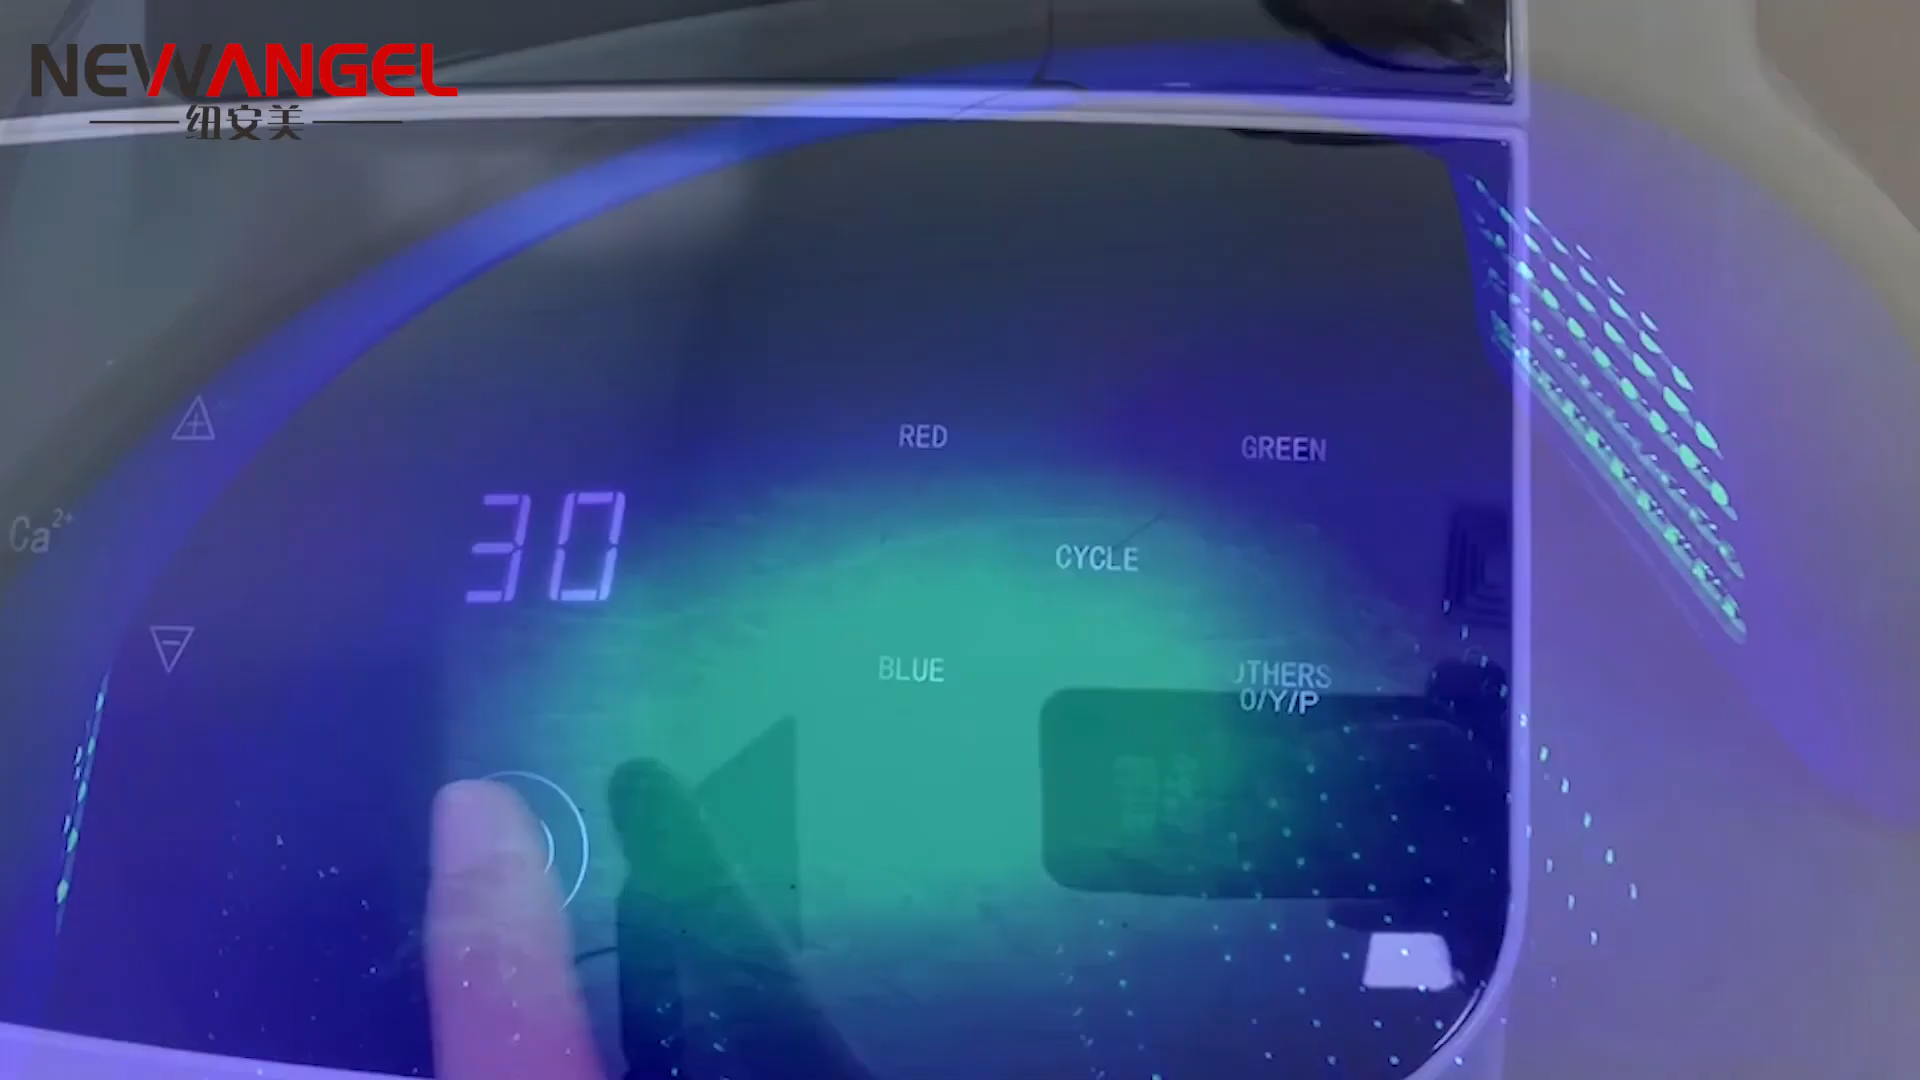 NEWANGEL
纽安美
RED
GREEN
Ca²⁺
30
CYCLE
BLUE
OTHERS
O/Y/P